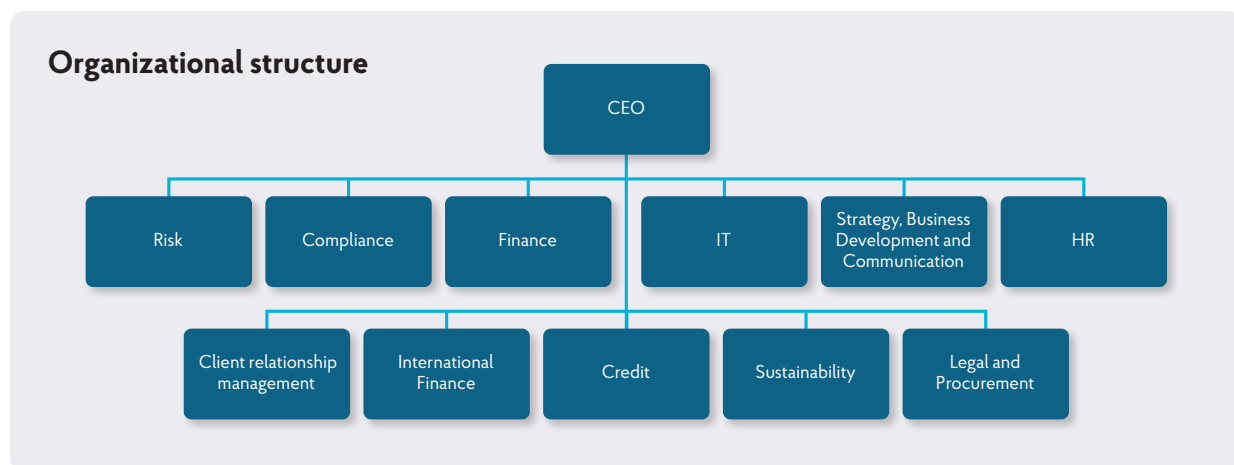 Organizational structure
CEO
Risk
Compliance
Finance
IT
Strategy, Business
Development and
Communication
HR
Client relationship
management
International
Finance
Credit
Sustainability
Legal and
Procurement